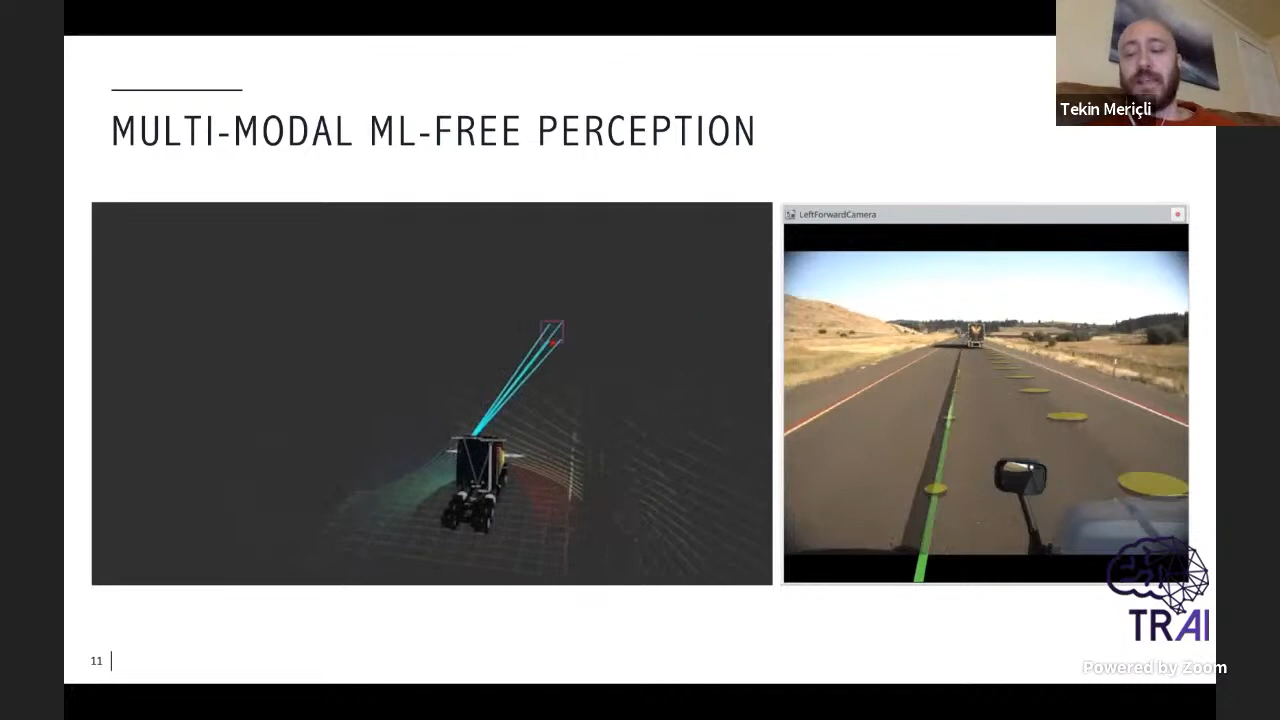 Tekin Meriçli
MULTI-MODAL ML-FREE PERCEPTION
LeftForwardCamera
TRAI
11
Powered by Zoom